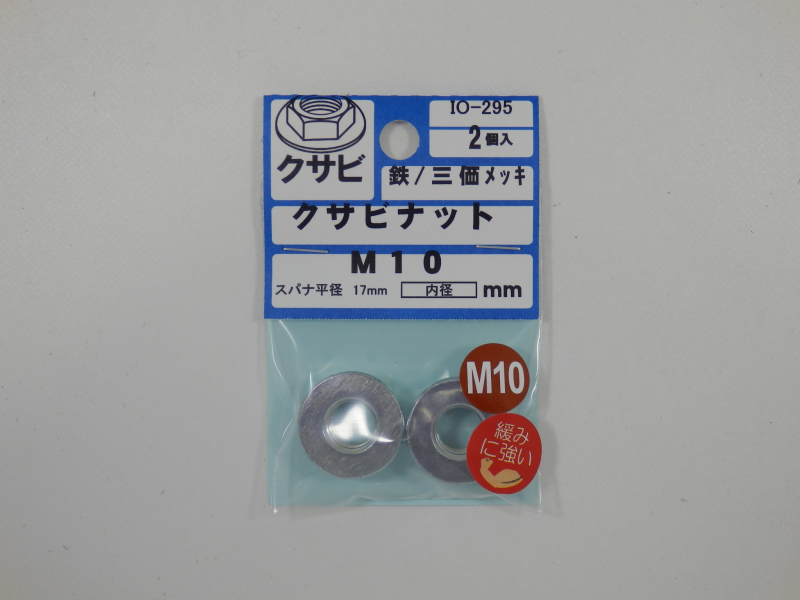 クサビ
IO-295
2個入
鉄/三価メッキ
クサビナット
M10
スパナ平径 17mm 内径 mm
M10
緩み
に強い